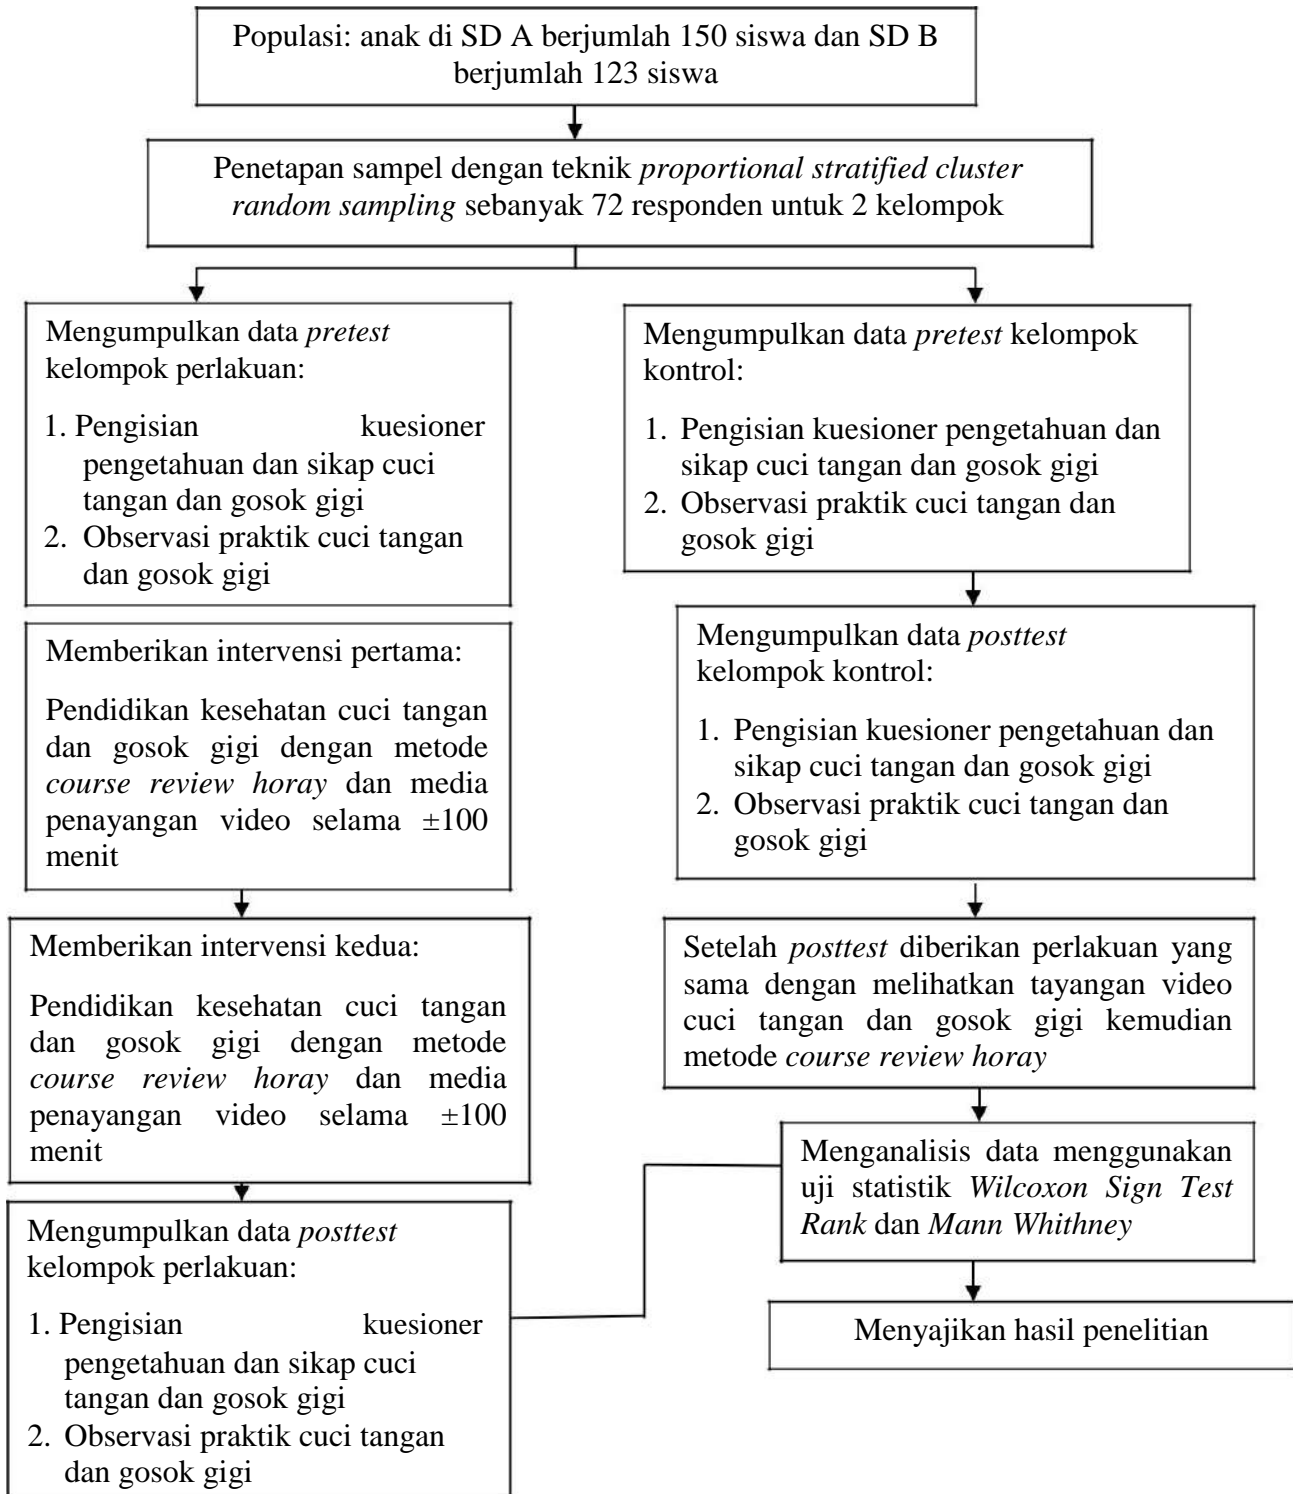 Populasi: anak di SD A berjumlah 150 siswa dan SD B
berjumlah 123 siswa
Penetapan sampel dengan teknik proportional stratified cluster
random sampling sebanyak 72 responden untuk 2 kelompok
Mengumpulkan data pretest
kelompok perlakuan:
1. Pengisian kuesioner
pengetahuan dan sikap cuci
tangan dan gosok gigi
2. Observasi praktik cuci tangan
dan gosok gigi
Memberikan intervensi pertama:
Pendidikan kesehatan cuci tangan
dan gosok gigi dengan metode
course review horay dan media
penayangan video selama ±100
menit
Memberikan intervensi kedua:
Pendidikan kesehatan cuci tangan
dan gosok gigi dengan metode
course review horay dan media
penayangan video selama ±100
menit
Mengumpulkan data posttest
kelompok perlakuan:
1. Pengisian kuesioner
pengetahuan dan sikap cuci
tangan dan gosok gigi
2. Observasi praktik cuci tangan
dan gosok gigi
Mengumpulkan data pretest kelompok
kontrol:
1. Pengisian kuesioner pengetahuan dan
sikap cuci tangan dan gosok gigi
2. Observasi praktik cuci tangan dan
gosok gigi
Mengumpulkan data posttest
kelompok kontrol:
1. Pengisian kuesioner pengetahuan dan
sikap cuci tangan dan gosok gigi
2. Observasi praktik cuci tangan dan
gosok gigi
Setelah posttest diberikan perlakuan yang
sama dengan melihatkan tayangan video
cuci tangan dan gosok gigi kemudian
metode course review horay
Menganalisis data menggunakan
uji statistik Wilcoxon Sign Test
Rank dan Mann Whithney
Menyajikan hasil penelitian